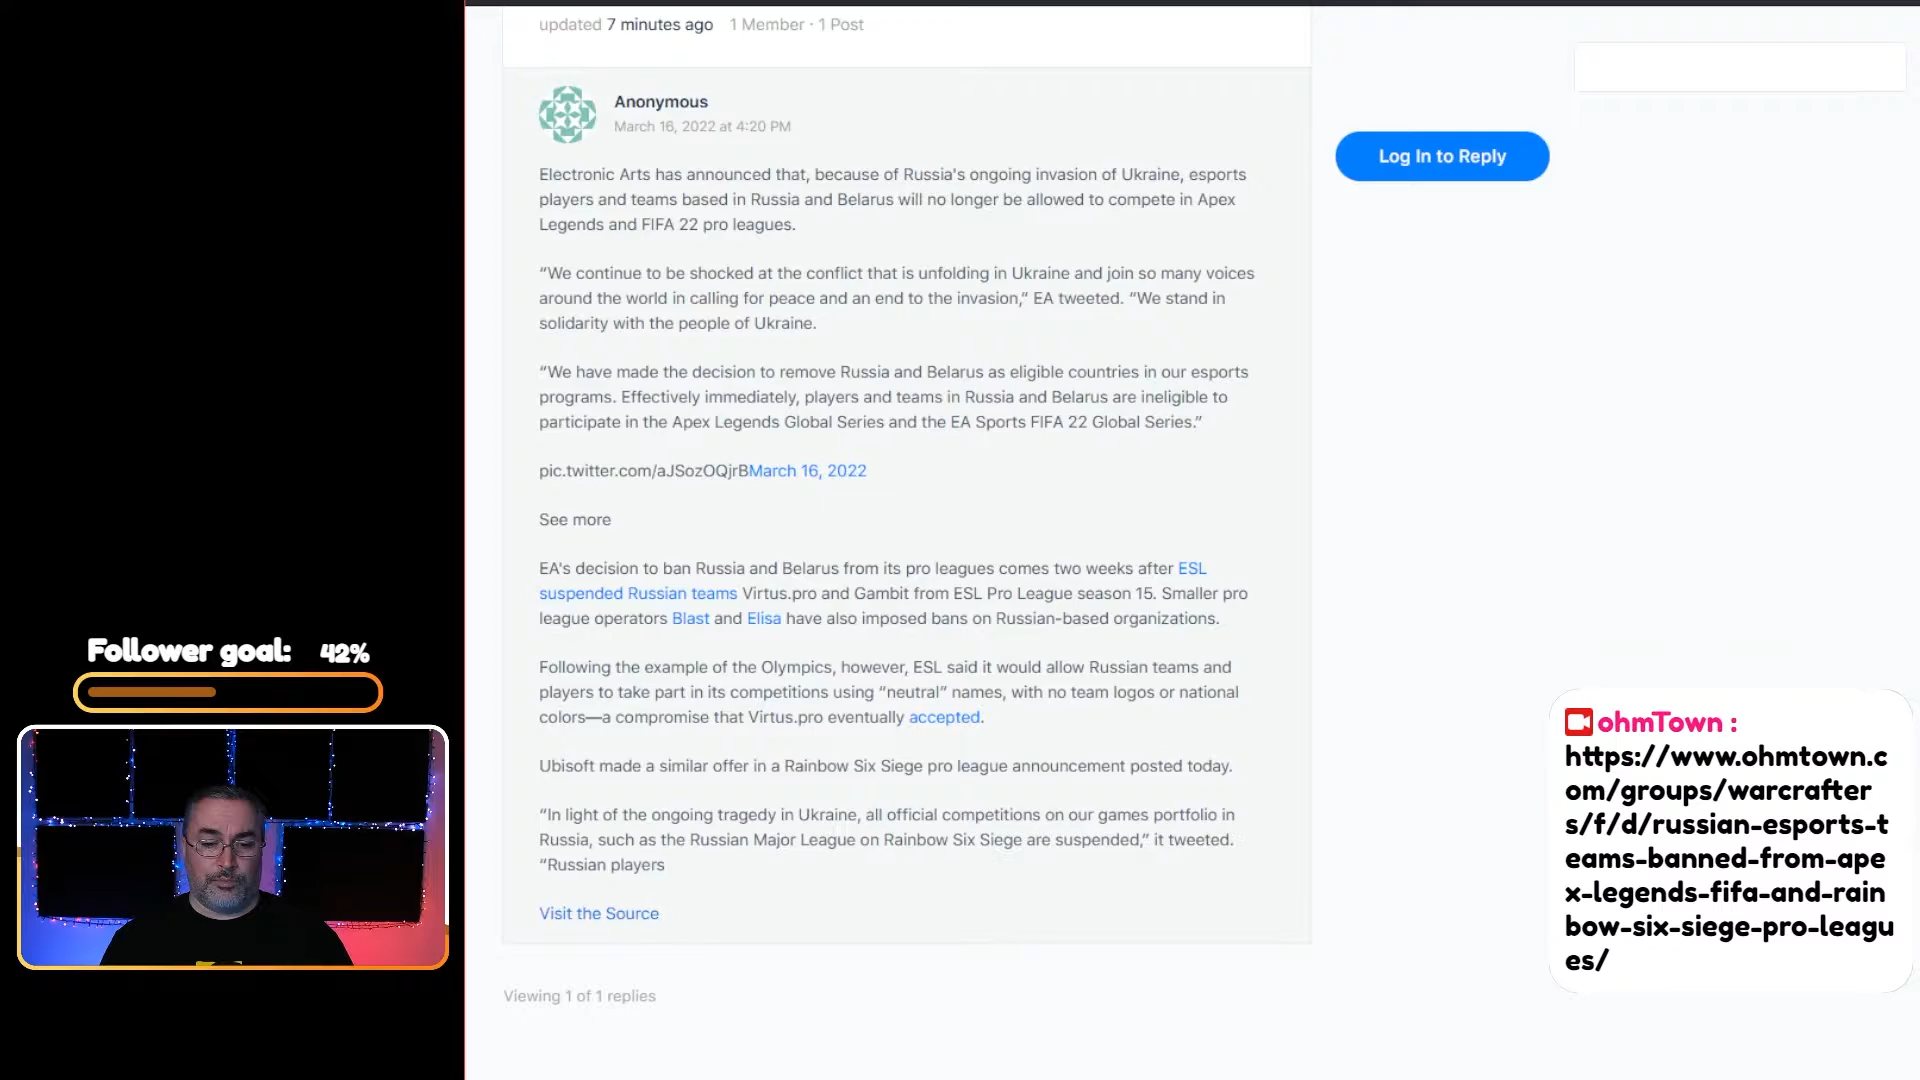 updated 7 minutes ago 1 Member · 1 Post
Anonymous
March 16, 2022 at 4:20 PM
Log In to Reply
Electronic Arts has announced that, because of Russia's ongoing invasion of Ukraine, esports
players and teams based in Russia and Belarus will no longer be allowed to compete in Apex
Legends and FIFA 22 pro leagues.
“We continue to be shocked at the conflict that is unfolding in Ukraine and join so many voices
around the world in calling for peace and an end to the invasion,” EA tweeted. “We stand in
solidarity with the people of Ukraine.
“We have made the decision to remove Russia and Belarus as eligible countries in our esports
programs. Effectively immediately, players and teams in Russia and Belarus are ineligible to
participate in the Apex Legends Global Series and the EA Sports FIFA 22 Global Series.”
pic.twitter.com/aJSozOQjrBMarch 16, 2022
See more
EA's decision to ban Russia and Belarus from its pro leagues comes two weeks after ESL
suspended Russian teams Virtus.pro and Gambit from ESL Pro League season 15. Smaller pro
league operators Blast and Elisa have also imposed bans on Russian-based organizations.
Following the example of the Olympics, however, ESL said it would allow Russian teams and
players to take part in its competitions using “neutral” names, with no team logos or national
colors—a compromise that Virtus.pro eventually accepted.
Ubisoft made a similar offer in a Rainbow Six Siege pro league announcement posted today.
“In light of the ongoing tragedy in Ukraine, all official competitions on our games portfolio in
Russia, such as the Russian Major League on Rainbow Six Siege are suspended,” it tweeted.
“Russian players
Visit the Source
Viewing 1 of 1 replies
Follower goal: 42%
ohmTown :
https://www.ohmtown.c
om/groups/warcrafter
s/f/d/russian-esports-t
eams-banned-from-ape
x-legends-fifa-and-rain
bow-six-siege-pro-leagu
es/